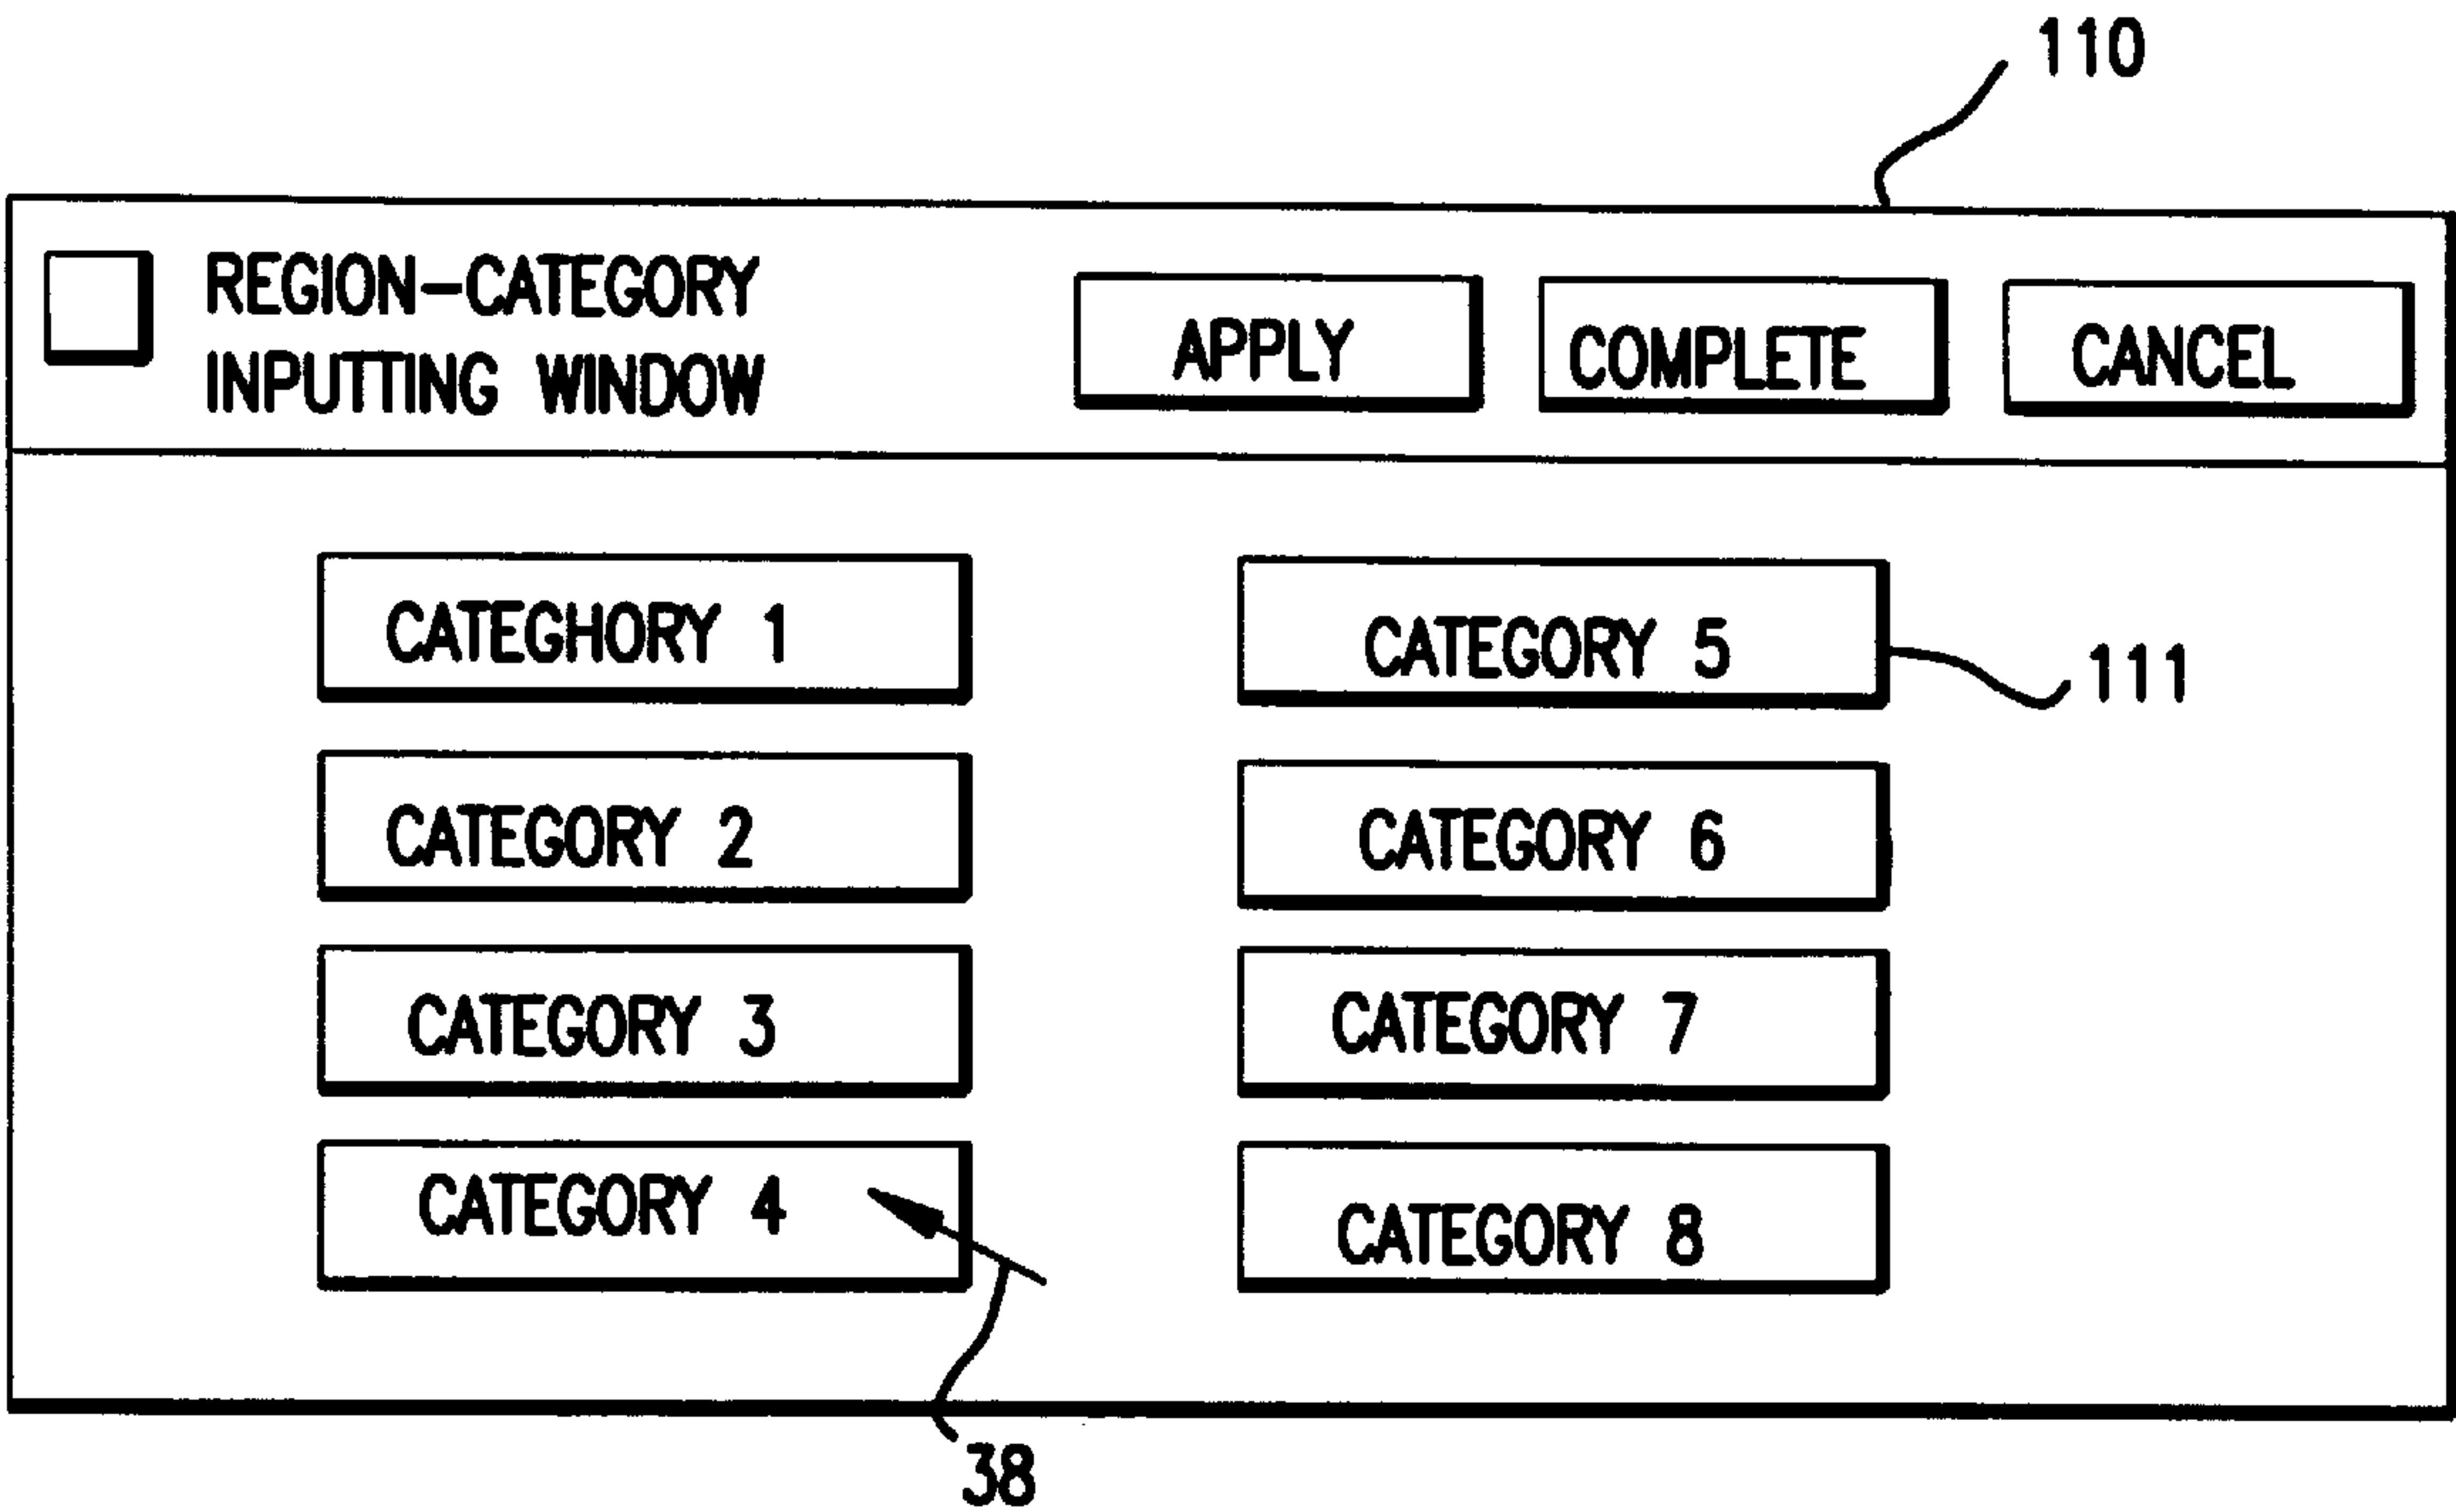 110
REGION-CATEGORY
INPUTTING WINDOW
APPLY
COMPLETE
CANCEL
CATEGHORY 1
CATEGORY 5
111
CATEGORY 2
CATEGORY 6
CATEGORY 3
CATEGORY 7
CATEGORY 4
CATEGORY 8
38